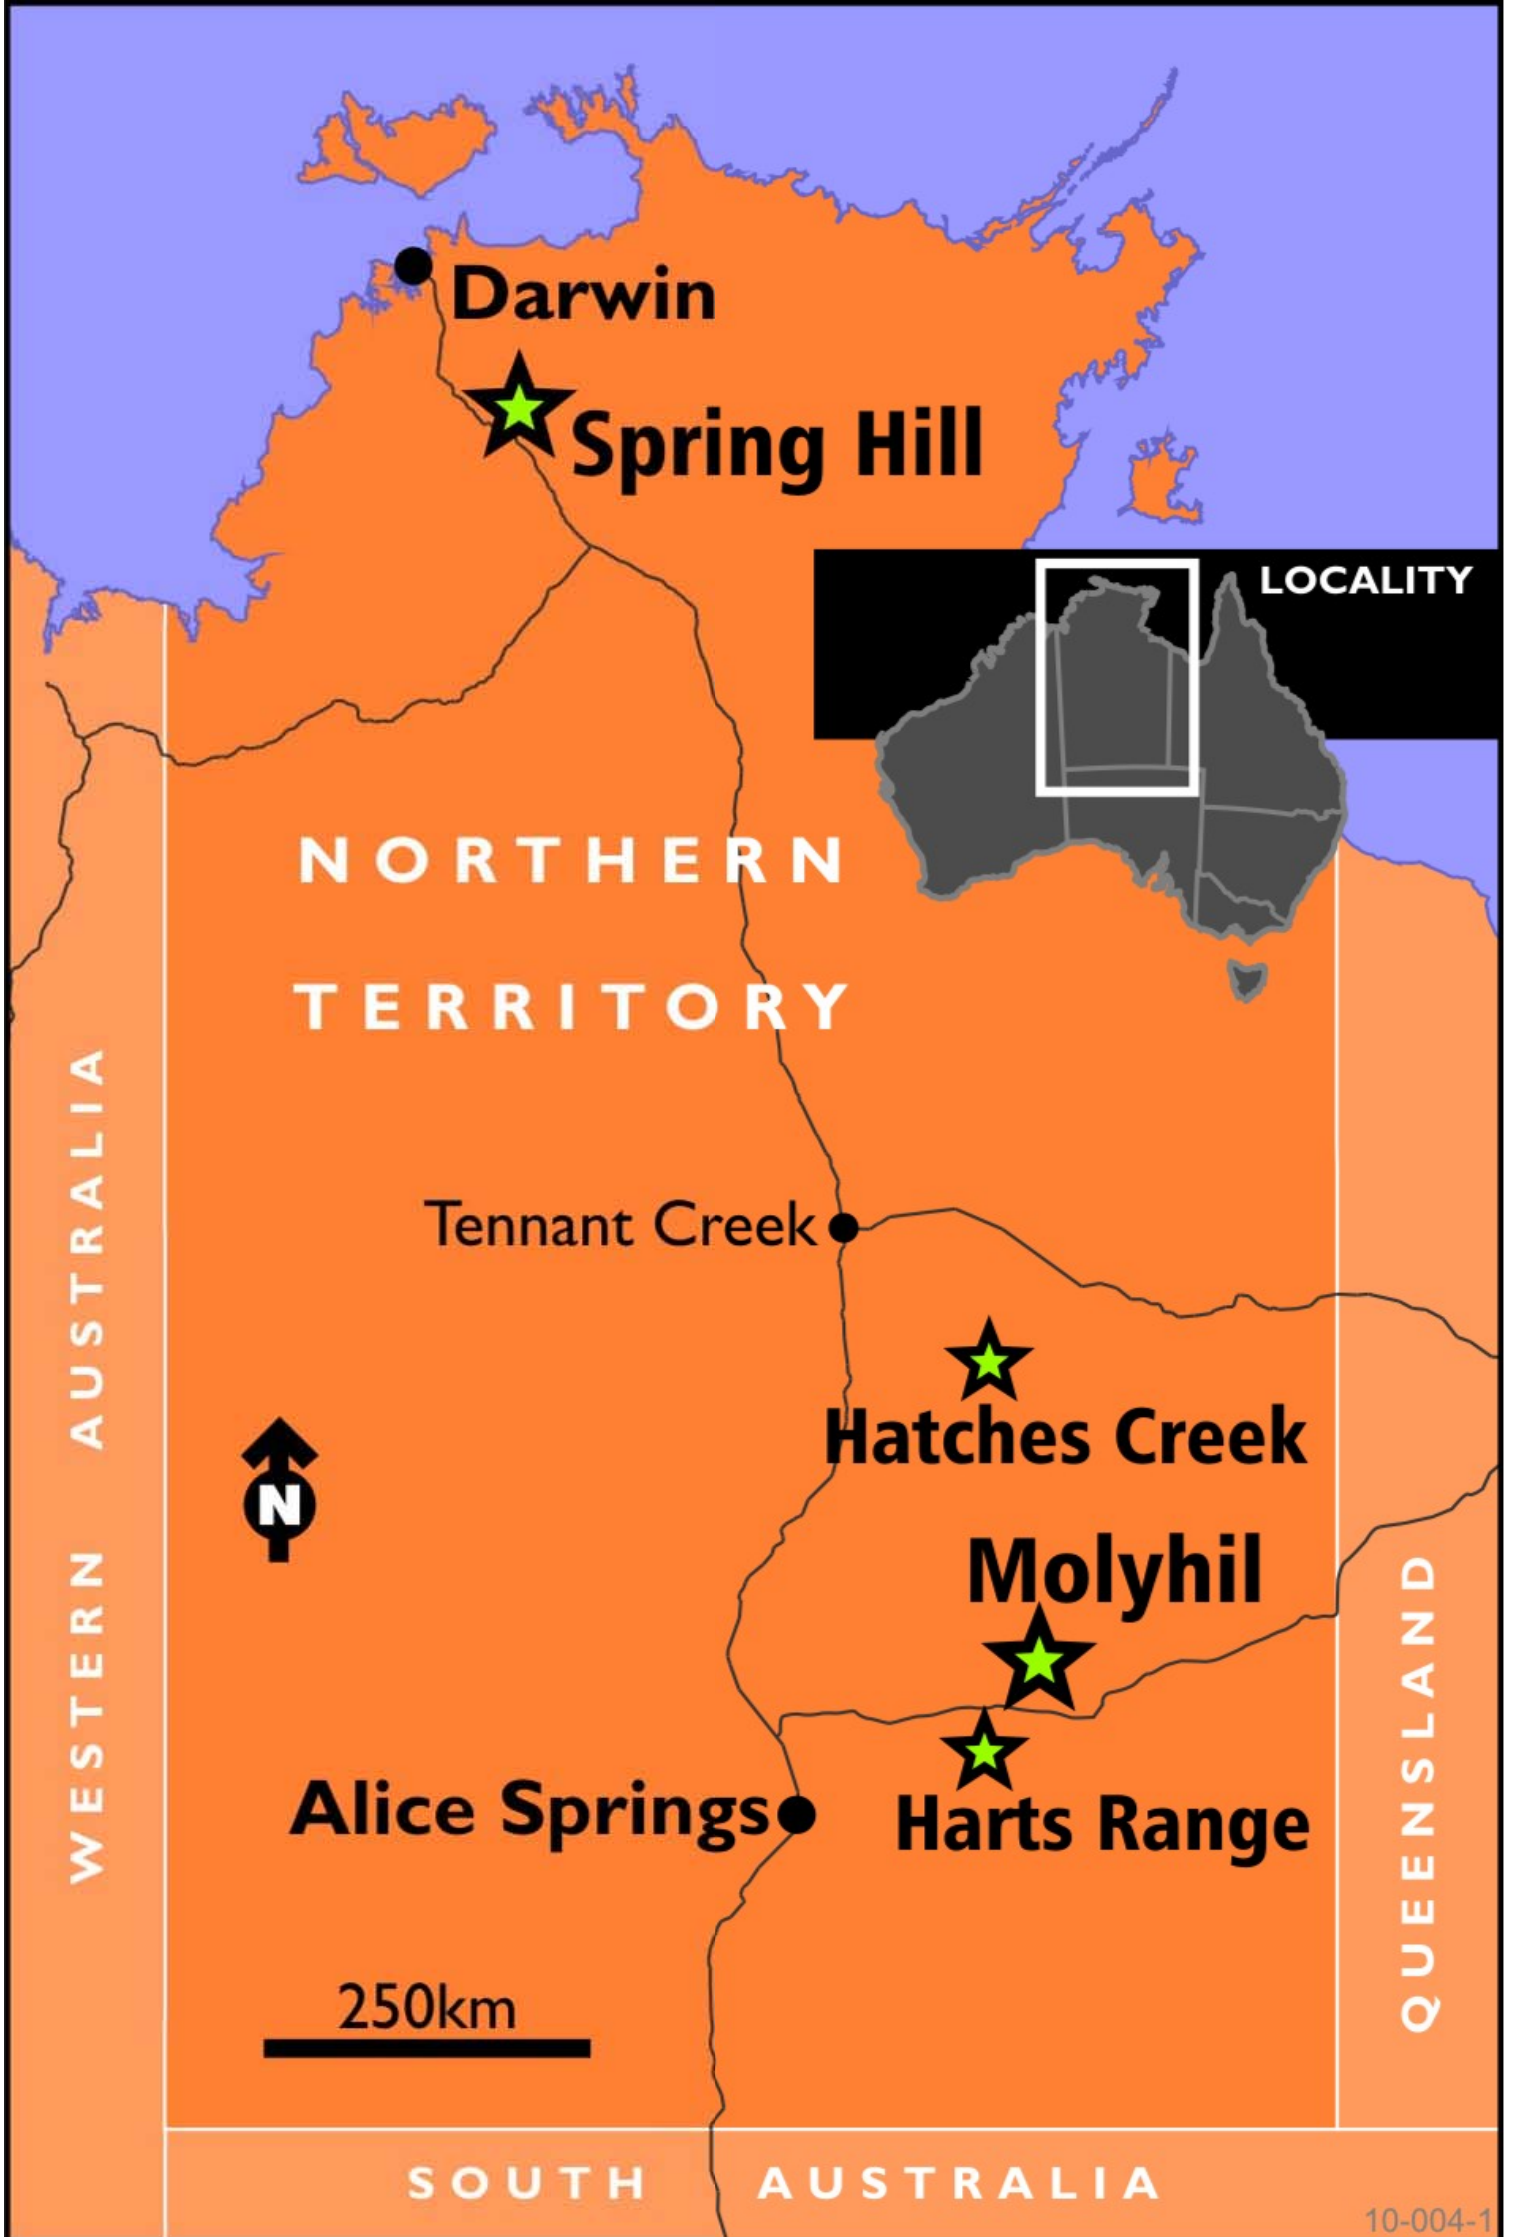 Darwin
Spring Hill
LOCALITY
NORTHERN
TERRITORY
WESTERN AUSTRALIA
Tennant Creek
Hatches Creek
N
Molyhil
QUEENSLAND
Alice Springs
Harts Range
250km
SOUTH AUSTRALIA
10-004-1